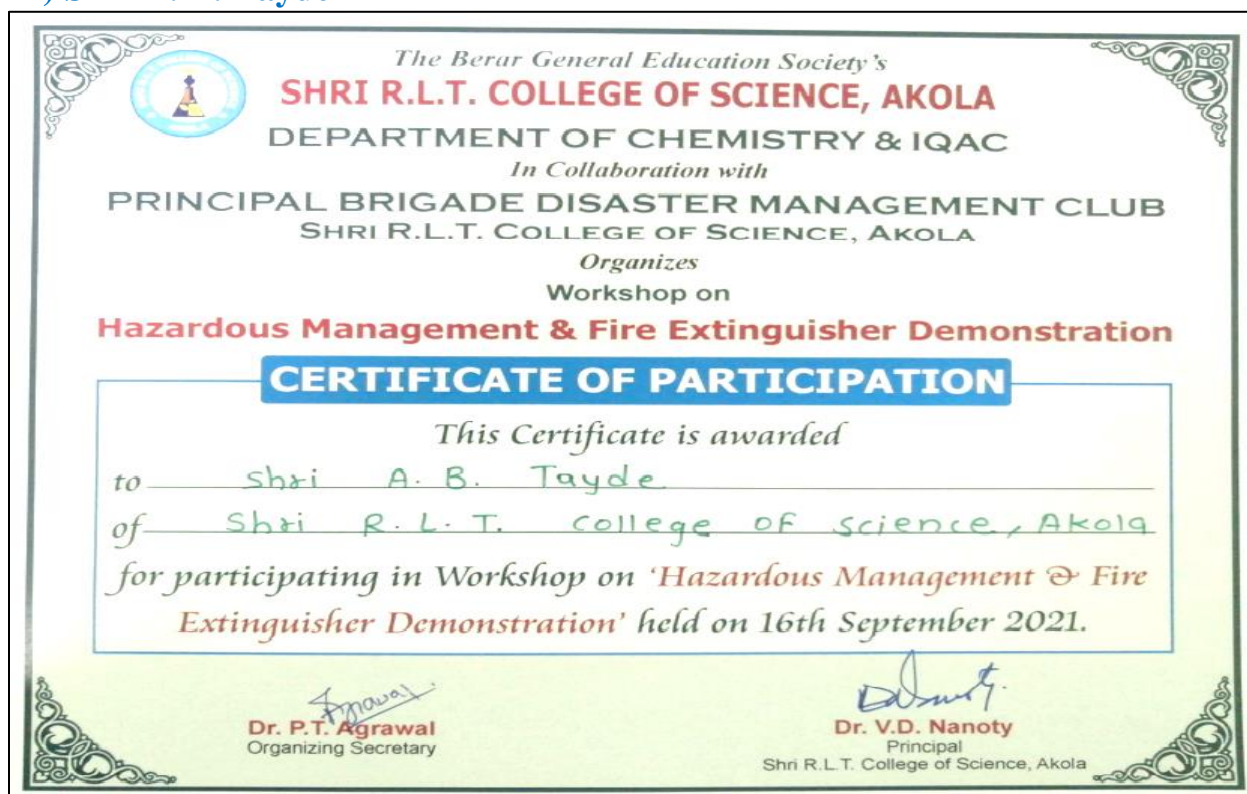 The Berar General Education Society's
SHRI R.L.T. COLLEGE OF SCIENCE, AKOLA
DEPARTMENT OF CHEMISTRY & IQAC
In Collaboration with
PRINCIPAL BRIGADE DISASTER MANAGEMENT CLUB
SHRI R.L.T. COLLEGE OF SCIENCE, AKOLA
Organizes
Workshop on
Hazardous Management & Fire Extinguisher Demonstration
CERTIFICATE OF PARTICIPATION
This Certificate is awarded
to Shri A. B. Tayde
of Shri R. L. T. college of science, Akola
for participating in Workshop on 'Hazardous Management & Fire
Extinguisher Demonstration' held on 16th September 2021.
Dr. P.T. Agrawal
Organizing Secretary
Dr. V.D. Nanoty
Principal
Shri R.L.T. College of Science, Akola